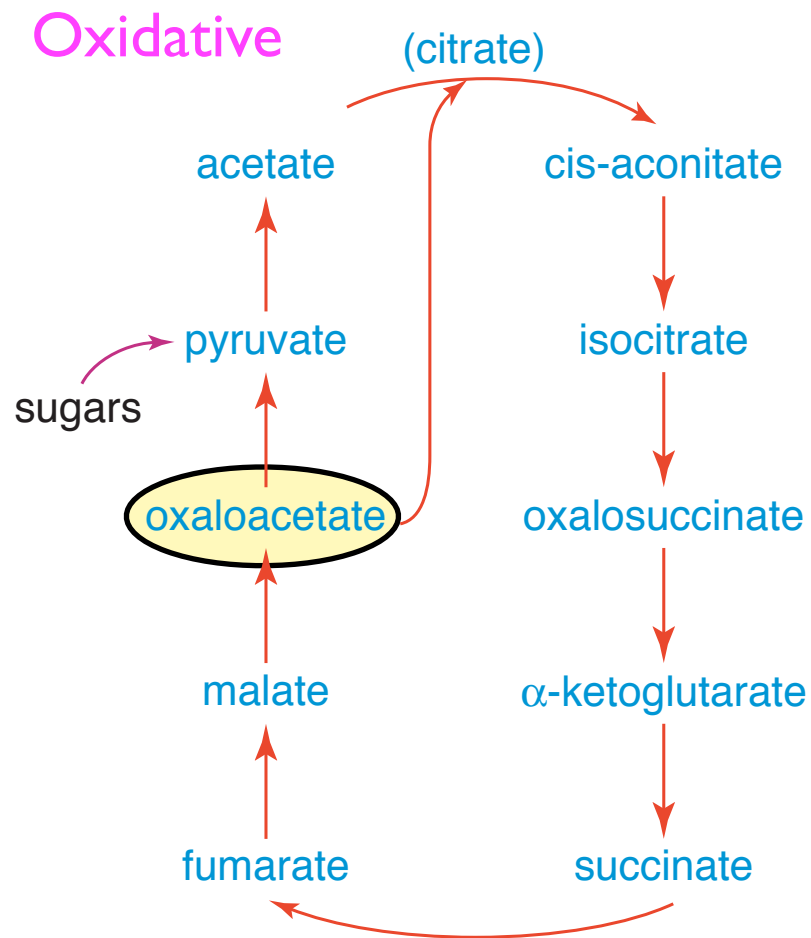 Oxidative
(citrate)
acetate
cis-aconitate
pyruvate
isocitrate
sugars
oxaloacetate
oxalosuccinate
malate
α-ketoglutarate
fumarate
succinate